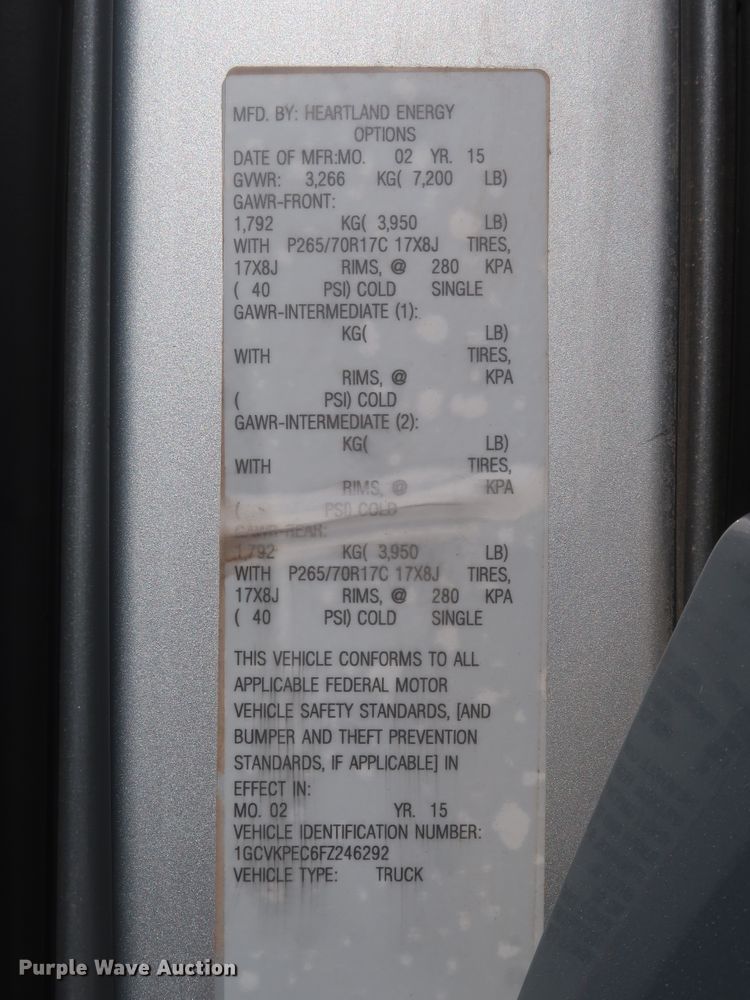 MFD. BY: HEARTLAND ENERGY
OPTIONS
DATE OF MFR:MO. 02 YR. 15
GVWR: 3,266 KG( 7,200 LB)
GAWR-FRONT:
1,792 KG( 3,950 LB)
WITH P265/70R17C 17X8J TIRES,
17X8J RIMS, @ 280 KPA
( 40 PSI) COLD SINGLE
GAWR-INTERMEDIATE (1):
KG( LB)
WITH TIRES,
RIMS, @ KPA
( PSI) COLD
GAWR-INTERMEDIATE (2):
KG( LB)
WITH TIRES,
RIMS, @ KPA
( PSI) COLD
GAWR-REAR:
1,792 KG( 3,950 LB)
WITH P265/70R17C 17X8J TIRES,
17X8J RIMS, @ 280 KPA
( 40 PSI) COLD SINGLE
THIS VEHICLE CONFORMS TO ALL
APPLICABLE FEDERAL MOTOR
VEHICLE SAFETY STANDARDS, [AND
BUMPER AND THEFT PREVENTION
STANDARDS, IF APPLICABLE] IN
EFFECT IN:
MO. 02 YR. 15
VEHICLE IDENTIFICATION NUMBER:
1GCVKPEC6FZ246292
VEHICLE TYPE: TRUCK
Purple Wave Auction